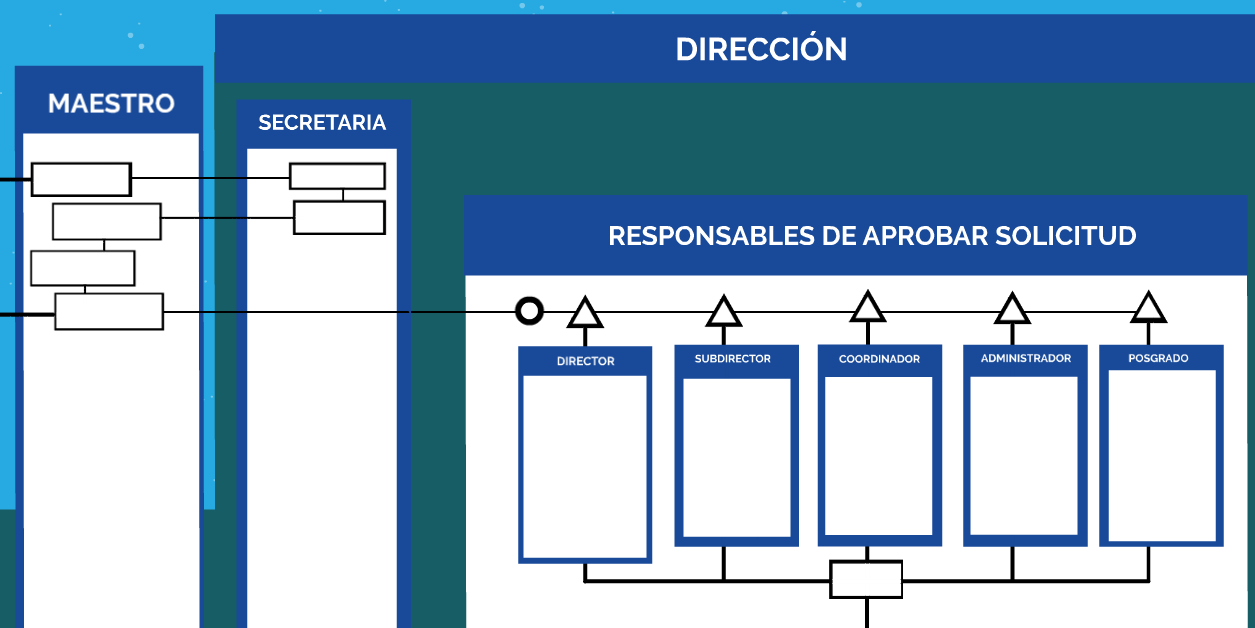 DIRECCIÓN
MAESTRO
SECRETARIA
RESPONSABLES DE APROBAR SOLICITUD
DIRECTOR
SUBDIRECTOR
COORDINADOR
ADMINISTRADOR
POSGRADO